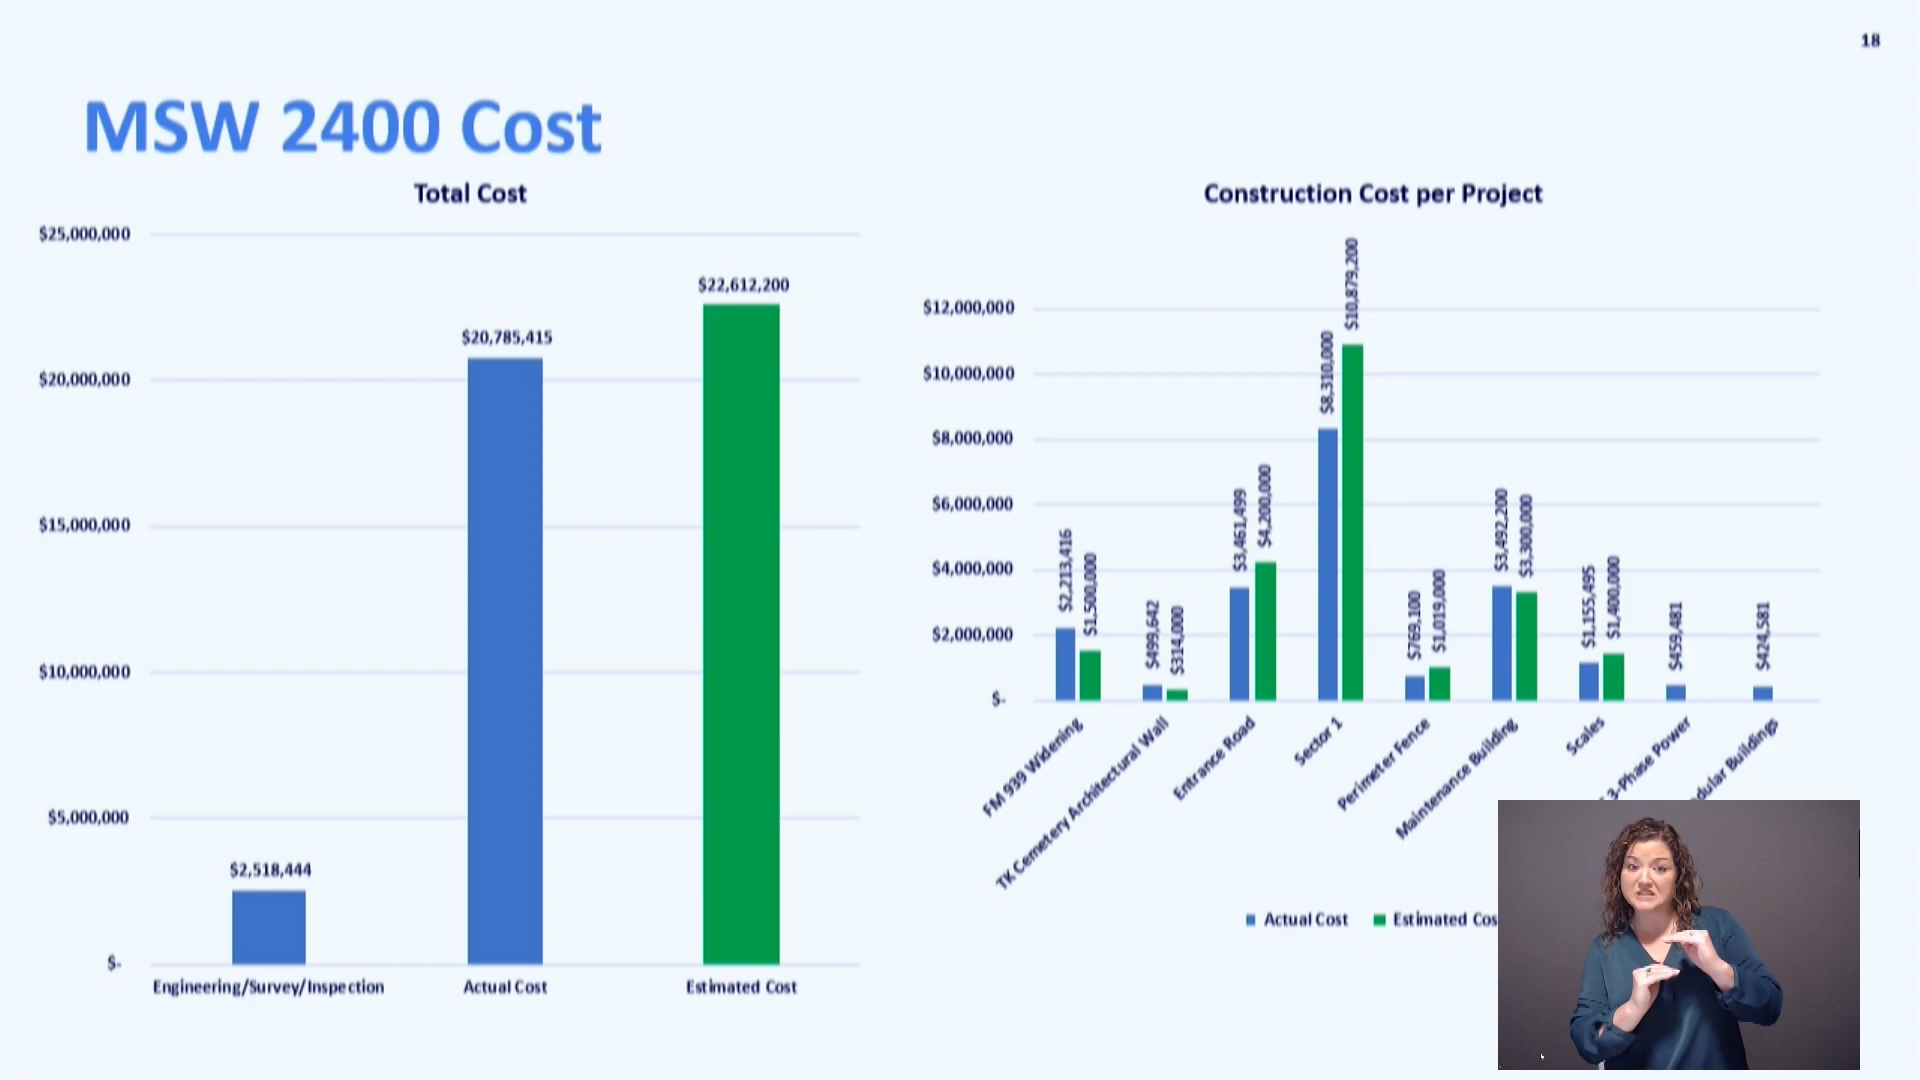 18
MSW 2400 Cost
Total Cost
$25,000,000
$20,000,000
$15,000,000
$10,000,000
$5,000,000
$-
$2,518,444
$20,785,415
$22,612,200
Engineering/Survey/Inspection
Actual Cost
Estimated Cost
Construction Cost per Project
$12,000,000
$10,000,000
$8,000,000
$6,000,000
$4,000,000
$2,000,000
$-
$2,213,416
$1,500,000
$499,642
$314,000
$3,461,499
$4,200,000
$8,310,000
$10,879,200
$769,100
$1,019,000
$3,492,200
$3,300,000
$1,155,495
$1,400,000
$459,481
$424,581
FM 939 Widening
TK Cemetery Architectural Wall
Entrance Road
Sector 1
Perimeter Fence
Maintenance Building
Scales
3-Phase Power
Buildings
Actual Cost
Estimated